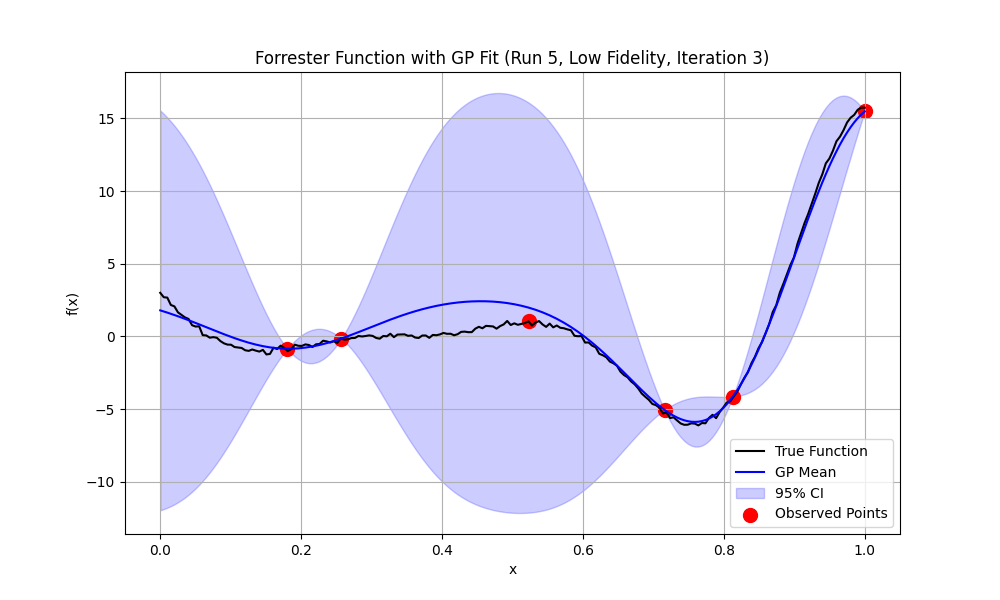 Forrester Function with GP Fit (Run 5, Low Fidelity, Iteration 3)
f(x)
15
10
5
0
−5
−10
0.0 0.2 0.4 0.6 0.8 1.0
x
True Function
GP Mean
95% CI
Observed Points